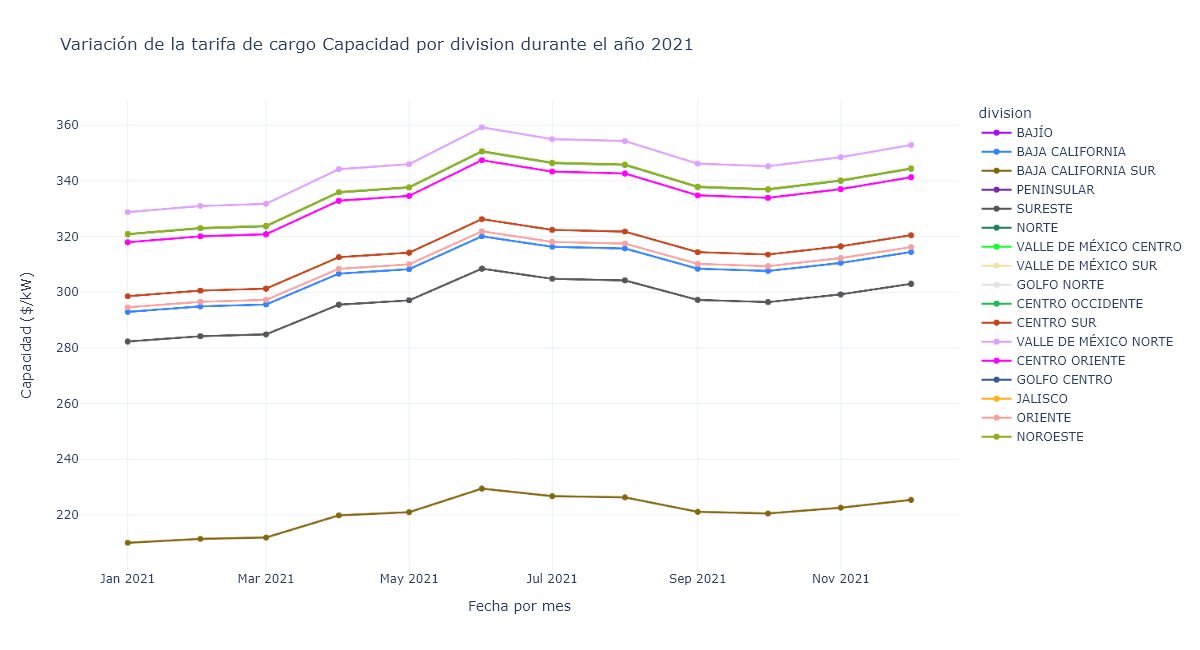 Variación de la tarifa de cargo Capacidad por division durante el año 2021
360
340
320
300
280
260
240
220
Capacidad ($/kW)
Jan 2021
Mar 2021
May 2021
Jul 2021
Sep 2021
Nov 2021
Fecha por mes
division
BAJÍO
BAJA CALIFORNIA
BAJA CALIFORNIA SUR
PENINSULAR
SURESTE
NORTE
VALLE DE MÉXICO CENTRO
VALLE DE MÉXICO SUR
GOLFO NORTE
CENTRO OCCIDENTE
CENTRO SUR
VALLE DE MÉXICO NORTE
CENTRO ORIENTE
GOLFO CENTRO
JALISCO
ORIENTE
NOROESTE